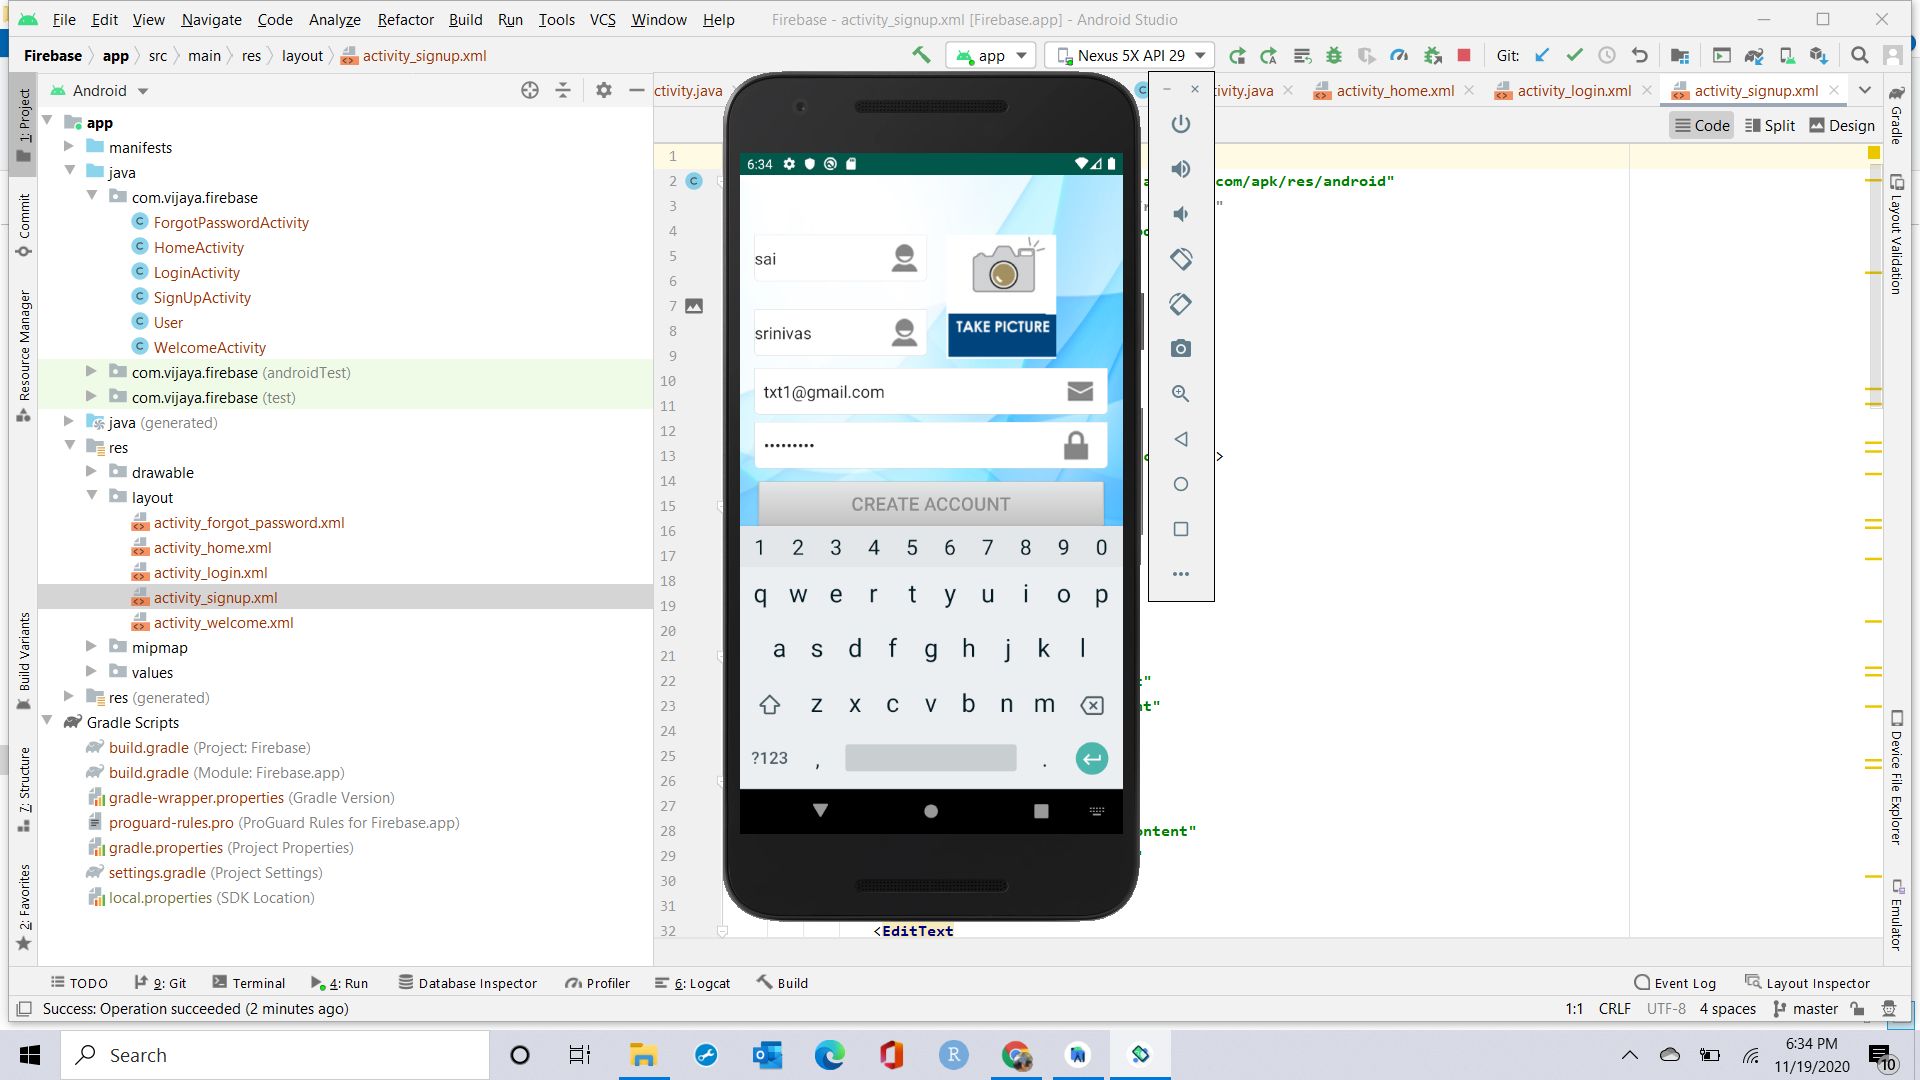 File Edit View Navigate Code Analyze Refactor Build Run Tools VCS Window Help Firebase - activity_signup.xml [Firebase.app] - Android Studio
Firebase app src main res layout activity_signup.xml app Nexus 5X API 29 Git:
Android
ctivity.java
ivity.java
activity_home.xml
activity_login.xml
activity_signup.xml
Code Split Design
1: Project
Commit
Resource Manager
Build Variants
7: Structure
2: Favorites
app
manifests
java
com.vijaya.firebase
ForgotPasswordActivity
HomeActivity
LoginActivity
SignUpActivity
User
WelcomeActivity
com.vijaya.firebase (androidTest)
com.vijaya.firebase (test)
java (generated)
res
drawable
layout
activity_forgot_password.xml
activity_home.xml
activity_login.xml
activity_signup.xml
activity_welcome.xml
mipmap
values
res (generated)
Gradle Scripts
build.gradle (Project: Firebase)
build.gradle (Module: Firebase.app)
gradle-wrapper.properties (Gradle Version)
proguard-rules.pro (ProGuard Rules for Firebase.app)
gradle.properties (Project Properties)
settings.gradle (Project Settings)
local.properties (SDK Location)
1
2
3
4
5
6
7
8
9
10
11
12
13
14
15
16
17
18
19
20
21
22
23
24
25
26
27
28
29
30
31
32
6:34
sai
srinivas
TAKE PICTURE
txt1@gmail.com
•••••••••
CREATE ACCOUNT
1 2 3 4 5 6 7 8 9 0
q w e r t y u i o p
a s d f g h j k l
z x c v b n m
?123 , .
com/apk/res/android"
"
>
"
nt"
ontent"
<EditText
Gradle
Layout Validation
Device File Explorer
Emulator
TODO 9: Git Terminal 4: Run Database Inspector Profiler 6: Logcat Build Event Log Layout Inspector
Success: Operation succeeded (2 minutes ago) 1:1 CRLF UTF-8 4 spaces master
Search
6:34 PM
11/19/2020
10